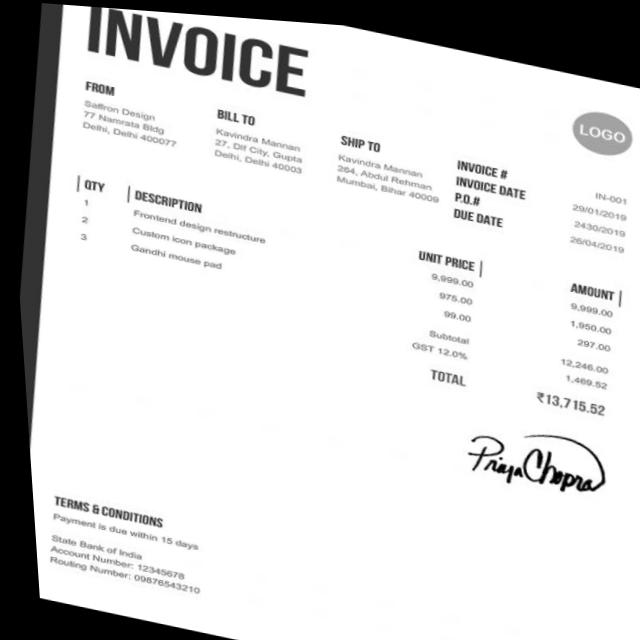 INVOICE
LOGO
FROM
Saffron Design
77 Namrata Bldg
Delhi, Delhi 400077
BILL TO
Kavindra Mannan
27, Dlf City, Gupta
Delhi, Delhi 40003
SHIP TO
Kavindra Mannan
264, Abdul Rehman
Mumbai, Bihar 40009
INVOICE # IN-001
INVOICE DATE 29/01/2019
P.O.# 2430/2019
DUE DATE 26/04/2019
QTY DESCRIPTION UNIT PRICE AMOUNT
1 Frontend design restructure 9,999.00 9,999.00
2 Custom icon package 975.00 1,950.00
3 Gandhi mouse pad 99.00 297.00
Subtotal 12,246.00
GST 12.0% 1,469.52
TOTAL ₹13,715.52
Priya Chopra
TERMS & CONDITIONS
Payment is due within 15 days
State Bank of India
Account Number: 12345678
Routing Number: 09876543210